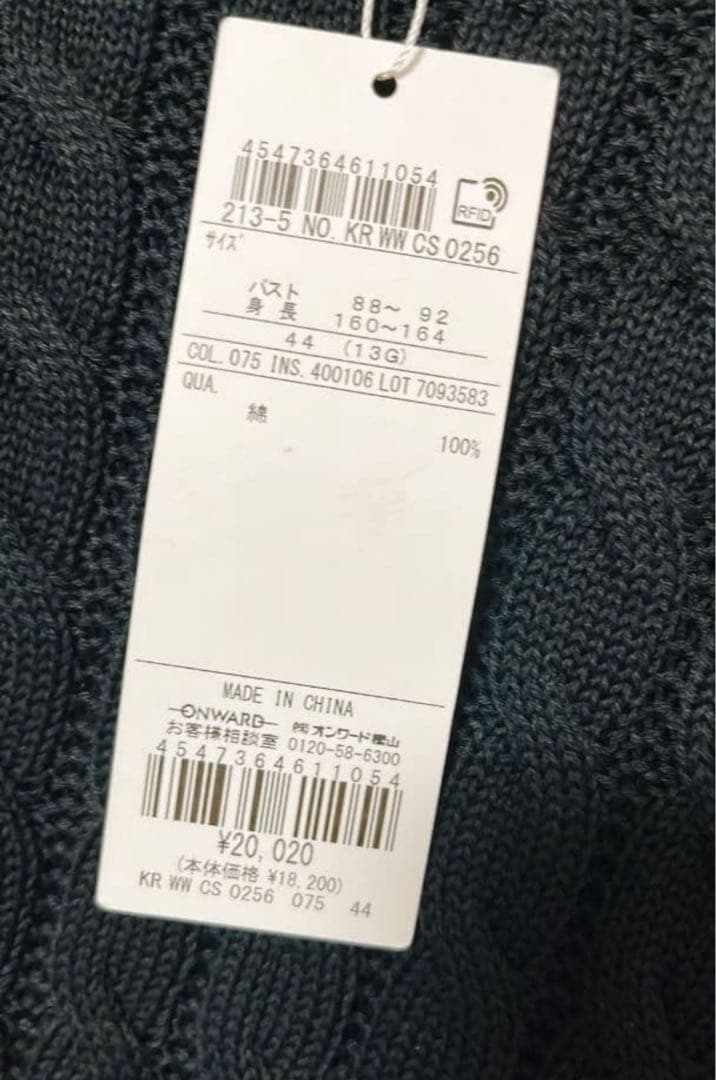 4547364611054
RFID
213-5 NO. KR WW CS 0256
サイズ
バスト 88～ 92
身長 160～164
44 (13G)
COL. 075 INS. 400106 LOT 7093583
QUA.
綿 100%
MADE IN CHINA
ONWARD ㈱オンワード樫山
お客様相談室 0120-58-6300
4547364611054
¥20,020
(本体価格 ¥18,200)
KR WW CS 0256 075 44